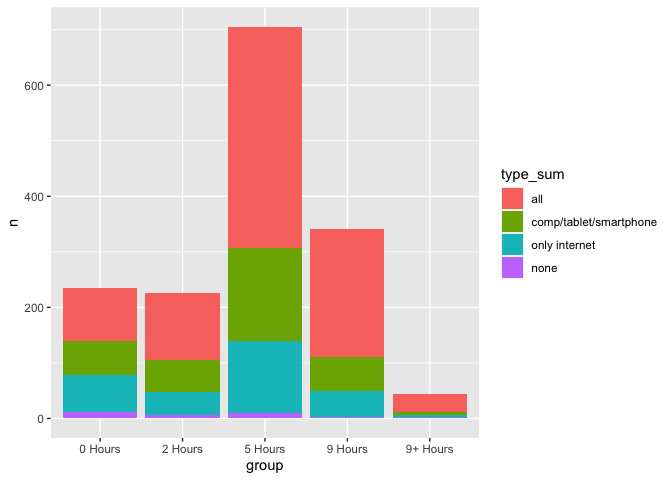 600
400
200
0
n
0 Hours
2 Hours
5 Hours
9 Hours
9+ Hours
group
type_sum
all
comp/tablet/smartphone
only internet
none